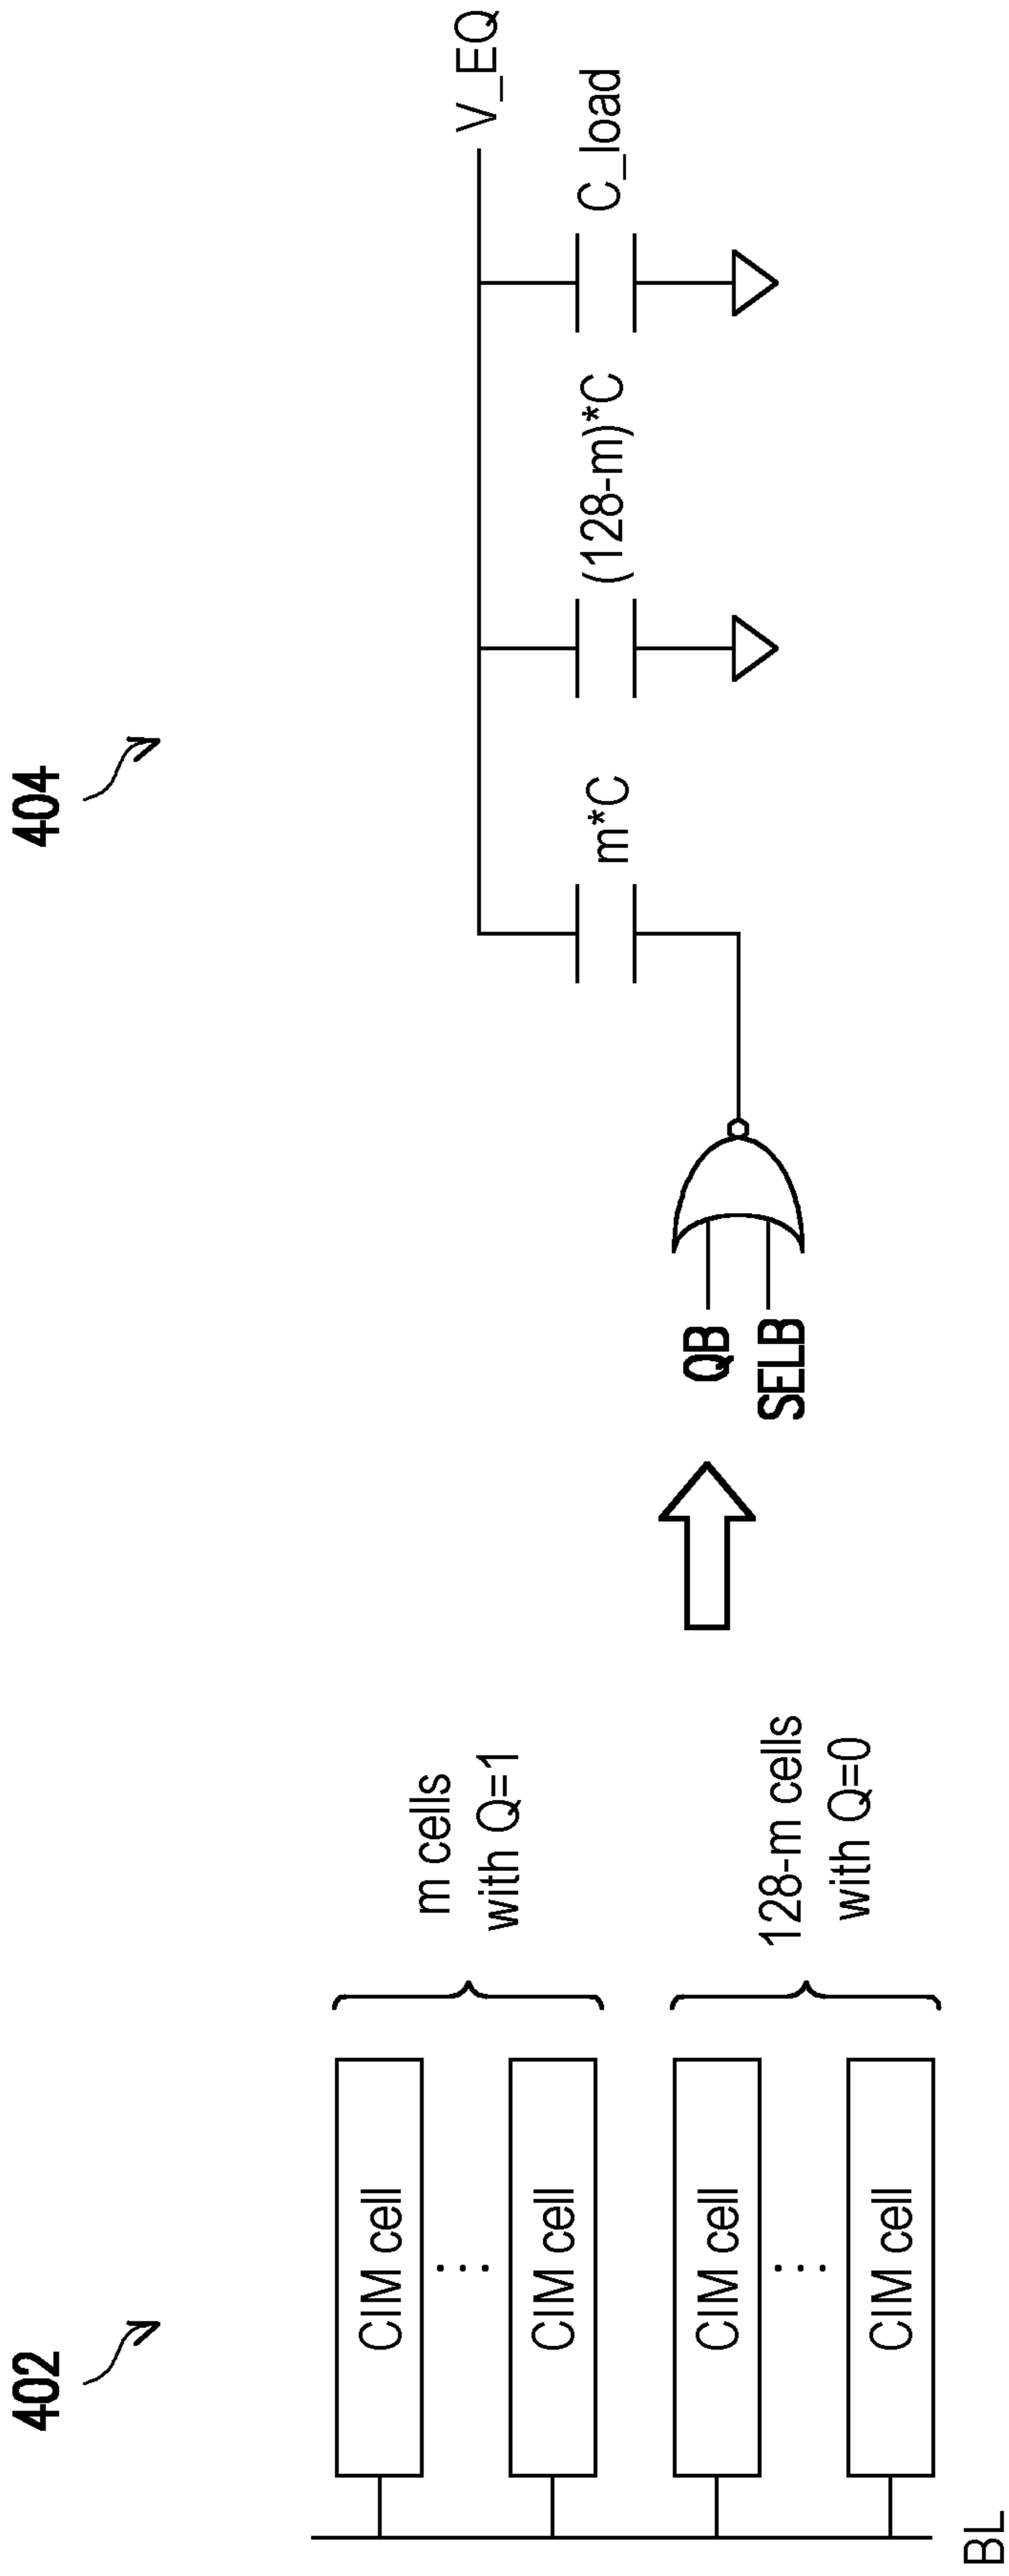 402
CIM cell
...
CIM cell
CIM cell
...
CIM cell
BL
m cells
with Q=1
128-m cells
with Q=0
404
QB
SELB
m*C
(128-m)*C
C_load
V_EQ